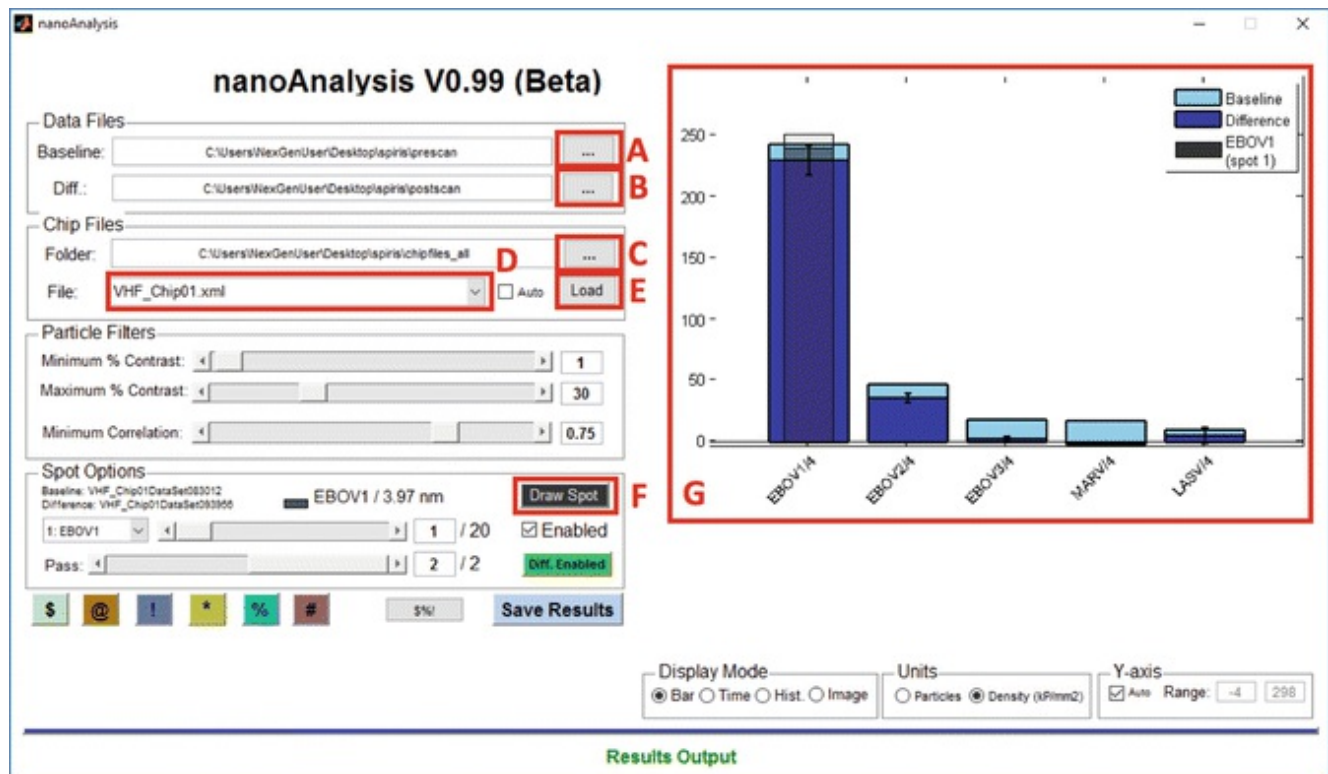 nanoAnalysis
nanoAnalysis V0.99 (Beta)
Data Files
Baseline: C:\Users\NexGenUser\Desktop\spiris\prescan ... A
Diff.: C:\Users\NexGenUser\Desktop\spiris\postscan ... B
Chip Files
Folder: C:\Users\NexGenUser\Desktop\spiris\chipfiles_all ... C
D
File: VHF_Chip01.xml Auto Load E
Particle Filters
Minimum % Contrast: 1
Maximum % Contrast: 30
Minimum Correlation: 0.75
Spot Options
Baseline: VHF_Chip01DataSet083012
Difference: VHF_Chip01DataSet093956
EBOV1 / 3.97 nm Draw Spot F
1: EBOV1 1 / 20 Enabled
Pass: 2 / 2 Diff. Enabled
$ @ ! * % # $%! Save Results
Baseline
Difference
EBOV1
(spot 1)
250
200
150
100
50
0
G
EBOV1/4 EBOV2/4 EBOV3/4 MARV/4 LASV/4
Display Mode Units Y-axis
Bar Time Hist. Image Particles Density (kP/mm2) Auto Range: -4 298
Results Output